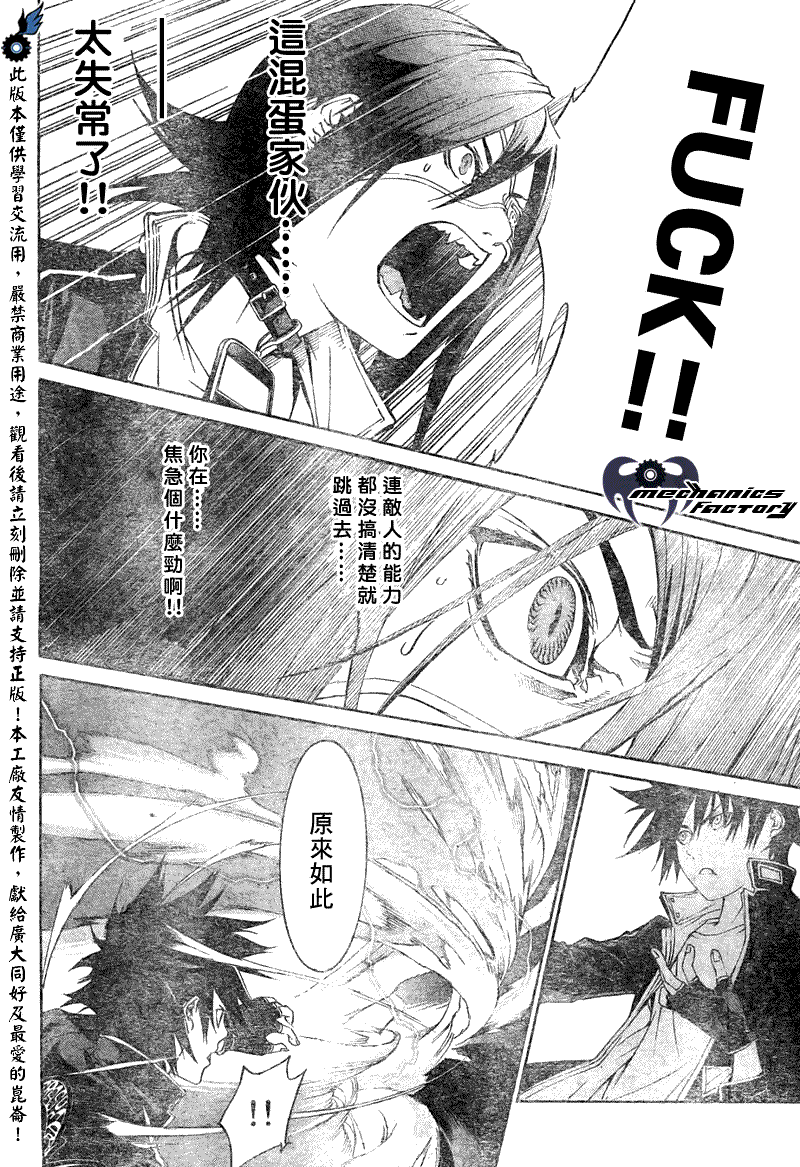 FUCK!!
這混蛋家伙……
太失常了!!
連敵人的能力
都沒搞清楚就
跳過去……
你在……
焦急個什麼勁啊!!
原來如此
!!
mechanics
factory
此版本僅供學習交流用，嚴禁商業用途，觀看後請立刻刪除並請支持正版！本工廠友情製作，獻給廣大同好及最愛的崑崙！